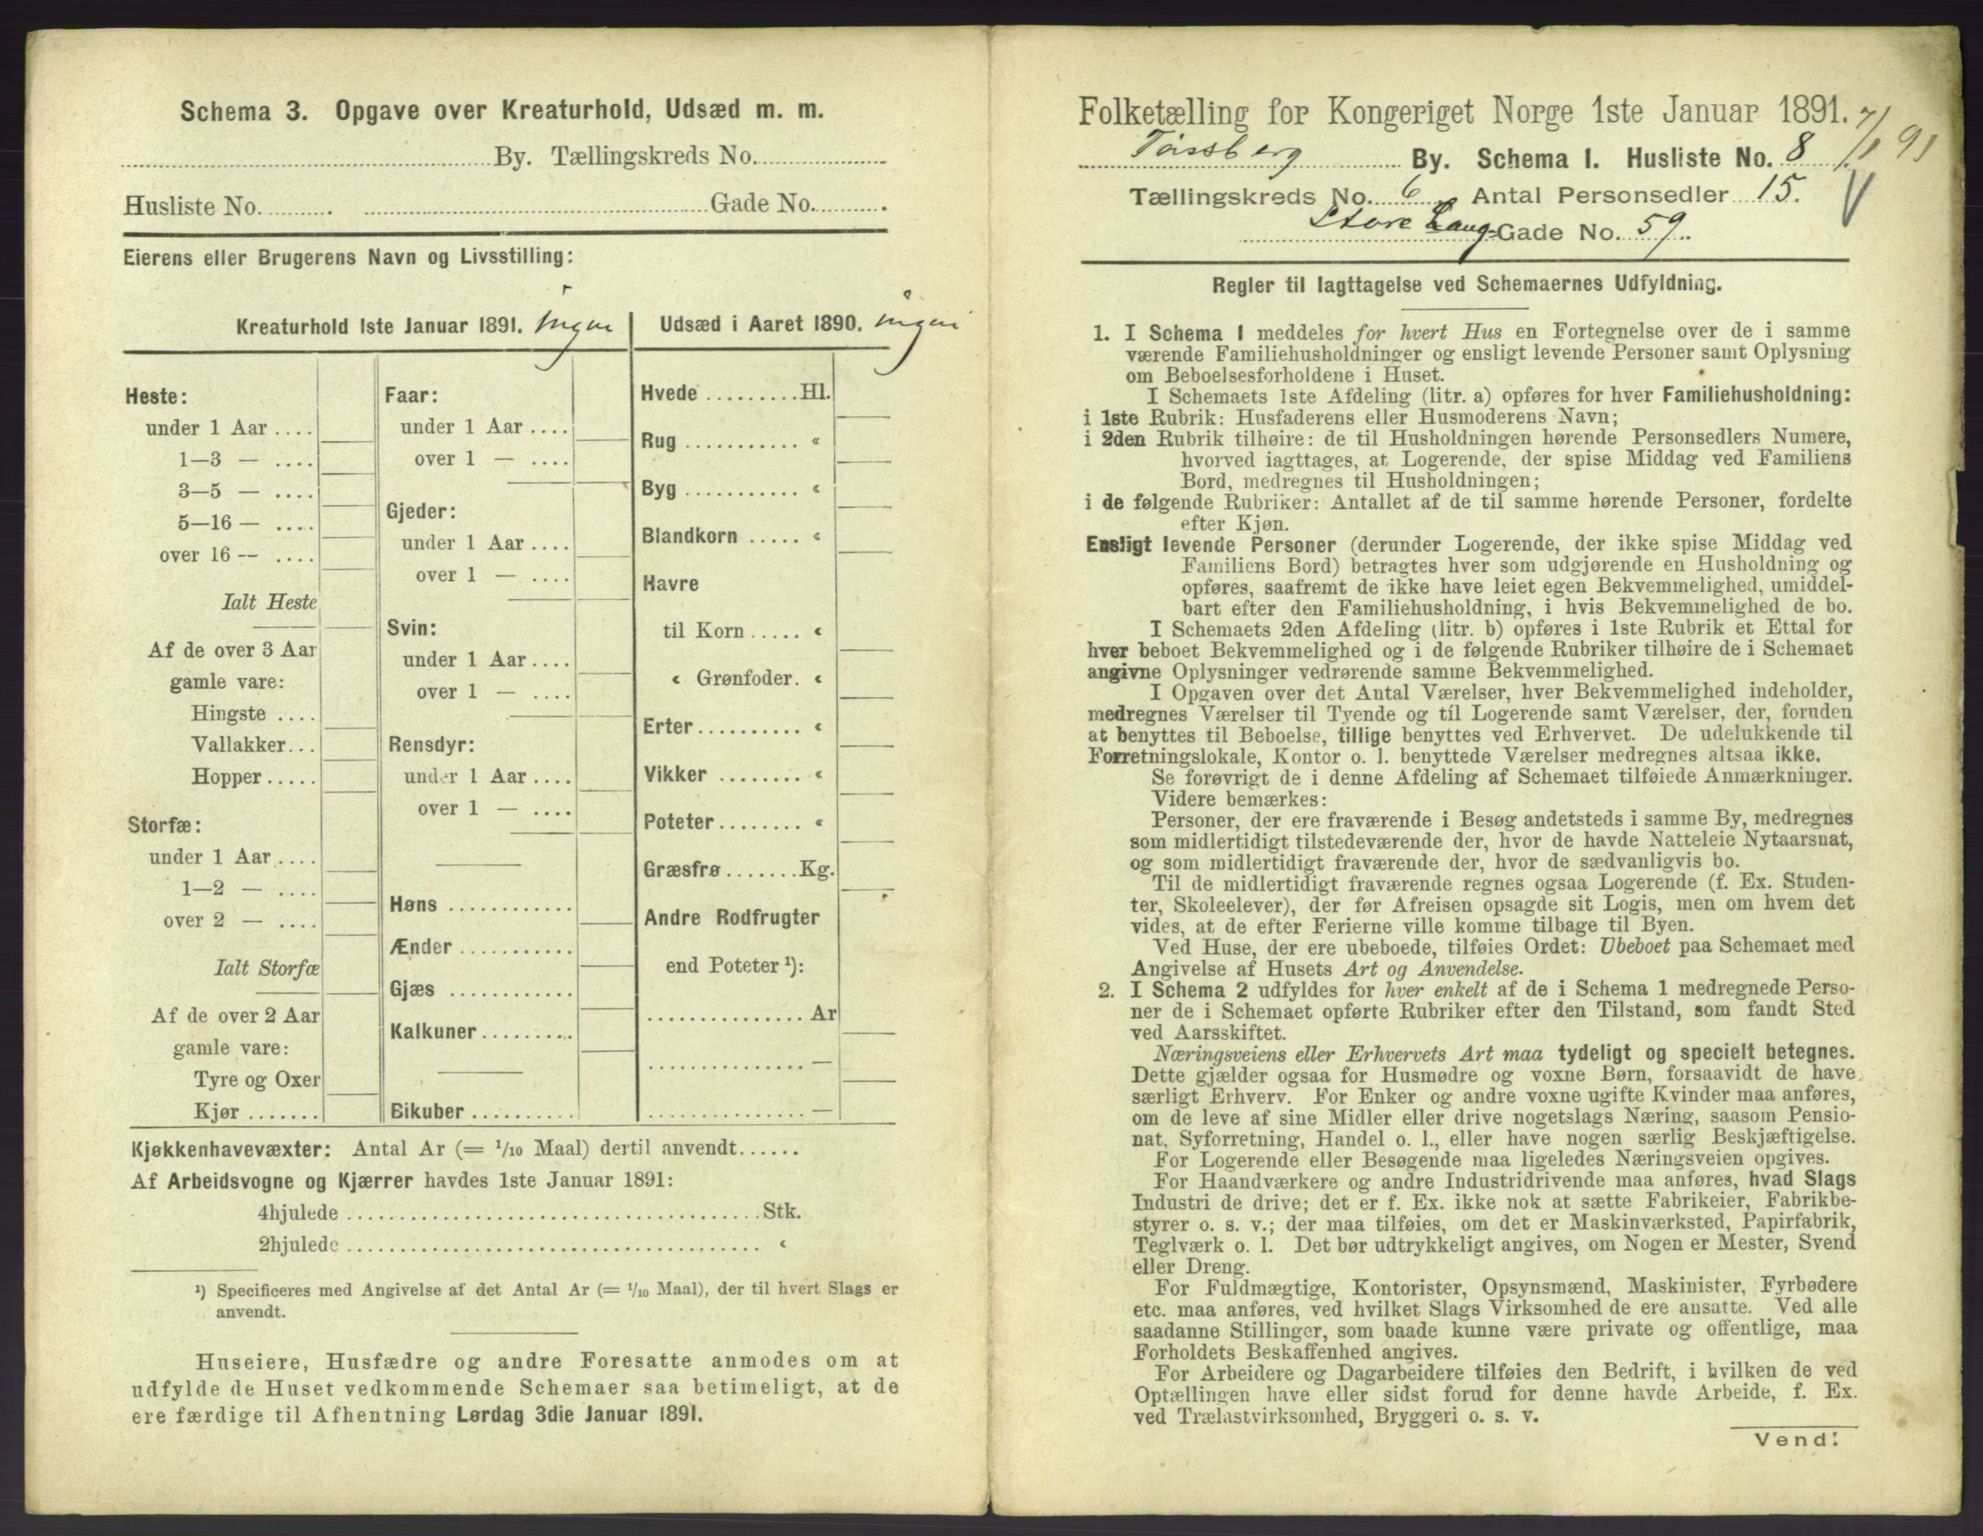 Schema 3. Opgave over Kreaturhold, Udsæd m. m.
By. Tællingskreds No.
Husliste No. Gade No.
Eierens eller Brugerens Navn og Livsstilling:
Kreaturhold 1ste Januar 1891. Ingen
Udsæd i Aaret 1890. ingen
Heste:
under 1 Aar ....
1—3 — ....
3—5 — ....
5—16 — ....
over 16 — ....
Ialt Heste
Af de over 3 Aar
gamle vare:
Hingste ....
Vallakker...
Hopper.....
Storfæ:
under 1 Aar....
1—2 — ....
over 2 — ....
Ialt Storfæ
Af de over 2 Aar
gamle vare:
Tyre og Oxer
Kjør.......
Faar:
under 1 Aar ....
over 1 — ....
Gjeder:
under 1 Aar....
over 1 — ....
Svin:
under 1 Aar....
over 1 — ....
Rensdyr:
under 1 Aar....
over 1 — ....
Høns ............
Ænder ...........
Gjæs ............
Kalkuner.........
Bikuber..........
Hvede .........Hl.
Rug ........... «
Byg ........... «
Blandkorn ..... «
Havre
til Korn ..... «
« Grønfoder. «
Erter.......... «
Vikker ........ «
Poteter........ «
Græsfrø.......Kg.
Andre Rodfrugter
end Poteter ¹):
............... Ar
............... —
............... —
Kjøkkenhavevæxter: Antal Ar (= 1/10 Maal) dertil anvendt......
Af Arbeidsvogne og Kjærrer havdes 1ste Januar 1891:
4hjulede ......................................Stk.
2hjulede ...................................... «
¹) Specificeres med Angivelse af det Antal Ar (= 1/10 Maal), der til hvert Slags er
anvendt.
Huseiere, Husfædre og andre Foresatte anmodes om at
udfylde de Huset vedkommende Schemaer saa betimeligt, at de
ere færdige til Afhentning Lørdag 3die Januar 1891.
Folketælling for Kongeriget Norge 1ste Januar 1891. 7/1 91
Tønsberg By. Schema 1. Husliste No. 8
Tællingskreds No. 6 Antal Personsedler 15.
Store Lang-Gade No. 59.
Regler til Iagttagelse ved Schemaernes Udfyldning.
1. I Schema 1 meddeles for hvert Hus en Fortegnelse over de i samme
værende Familiehusholdninger og ensligt levende Personer samt Oplysning
om Beboelsesforholdene i Huset.
I Schemaets 1ste Afdeling (litr. a) opføres for hver Familiehusholdning:
i 1ste Rubrik: Husfaderens eller Husmoderens Navn;
i 2den Rubrik tilhøire: de til Husholdningen hørende Personsedlers Numere,
hvorved iagttages, at Logerende, der spise Middag ved Familiens
Bord, medregnes til Husholdningen;
i de følgende Rubriker: Antallet af de til samme hørende Personer, fordelte
efter Kjøn.
Ensligt levende Personer (derunder Logerende, der ikke spise Middag ved
Familiens Bord) betragtes hver som udgjørende en Husholdning og
opføres, saafremt de ikke have leiet egen Bekvemmelighed, umiddel-
bart efter den Familiehusholdning, i hvis Bekvemmelighed de bo.
I Schemaets 2den Afdeling (litr. b) opføres i 1ste Rubrik et Ettal for
hver beboet Bekvemmelighed og i de følgende Rubriker tilhøire de i Schemaet
angivne Oplysninger vedrørende samme Bekvemmelighed.
I Opgaven over det Antal Værelser, hver Bekvemmelighed indeholder,
medregnes Værelser til Tyende og til Logerende samt Værelser, der, foruden
at benyttes til Beboelse, tillige benyttes ved Erhvervet. De udelukkende til
Forretningslokale, Kontor o. l. benyttede Værelser medregnes altsaa ikke.
Se forøvrigt de i denne Afdeling af Schemaet tilføiede Anmærkninger.
Videre bemærkes:
Personer, der ere fraværende i Besøg andetsteds i samme By, medregnes
som midlertidigt tilstedeværende der, hvor de havde Natteleie Nytaarsnat,
og som midlertidigt fraværende der, hvor de sædvanligvis bo.
Til de midlertidigt fraværende regnes ogsaa Logerende (f. Ex. Studen-
ter, Skoleelever), der før Afreisen opsagde sit Logis, men om hvem det
vides, at de efter Ferierne ville komme tilbage til Byen.
Ved Huse, der ere ubeboede, tilføies Ordet: Ubeboet paa Schemaet med
Angivelse af Husets Art og Anvendelse.
2. I Schema 2 udfyldes for hver enkelt af de i Schema 1 medregnede Perso-
ner de i Schemaet opførte Rubriker efter den Tilstand, som fandt Sted
ved Aarsskiftet.
Næringsveiens eller Erhvervets Art maa tydeligt og specielt betegnes.
Dette gjælder ogsaa for Husmødre og voxne Børn, forsaavidt de have
særligt Erhverv. For Enker og andre voxne ugifte Kvinder maa anføres,
om de leve af sine Midler eller drive nogetslags Næring, saasom Pensio-
nat, Syforretning, Handel o. l., eller have nogen særlig Beskjæftigelse.
For Logerende eller Besøgende maa ligeledes Næringsveien opgives.
For Haandværkere og andre Industridrivende maa anføres, hvad Slags
Industri de drive; det er f. Ex. ikke nok at sætte Fabrikeier, Fabrikbe-
styrer o. s. v.; der maa tilføies, om det er Maskinværksted, Papirfabrik,
Teglværk o. l. Det bør udtrykkeligt angives, om Nogen er Mester, Svend
eller Dreng.
For Fuldmægtige, Kontorister, Opsynsmænd, Maskinister, Fyrbødere
etc. maa anføres, ved hvilket Slags Virksomhed de ere ansatte. Ved alle
saadanne Stillinger, som baade kunne være private og offentlige, maa
Forholdets Beskaffenhed angives.
For Arbeidere og Dagarbeidere tilføies den Bedrift, i hvilken de ved
Optællingen have eller sidst forud for denne havde Arbeide, f. Ex.
ved Trælastvirksomhed, Bryggeri o. s. v.
Vend!